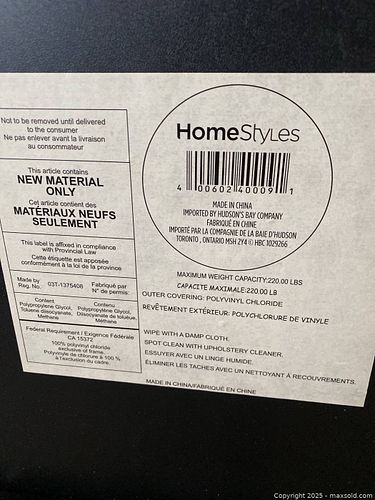 Not to be removed until delivered
to the consumer
Ne pas enlever avant la livraison
au consommateur
This article contains
NEW MATERIAL
ONLY
Cet article contient des
MATÉRIAUX NEUFS
SEULEMENT
This label is affixed in compliance
with Provincial Law
Cette étiquette est apposée
conformément à loi de la province
Made by Fabriqué par
Reg. No. 03T-1375408 N° de permis:
Content Contenu
Polypropylene Glycol, Polypropylene Glycol,
Toluene diisocynate, Diisocyanate de toluène,
Methane Méthane
Federal Requirement / Exigence Fédérale
CA 15372
100% polyvinyl chloride
exclusive of frame.
Polyvinyle de chlorure à 100 %,
à l'exclusion du cadre.
HomeStyles
4 00602 40009 1
MADE IN CHINA
IMPORTED BY HUDSON'S BAY COMPANY
FABRIQUÉ EN CHINE
IMPORTÉ PAR LA COMPAGNIE DE LA BAIE D'HUDSON
TORONTO, ONTARIO M5H 2Y4 © HBC 1029266
MAXIMUM WEIGHT CAPACITY:220.00 LBS
CAPACITE MAXIMALE:220.00 LB
OUTER COVERING: POLYVINYL CHLORIDE
REVÊTEMENT EXTÉRIEUR: POLYCHLORURE DE VINYLE
WIPE WITH A DAMP CLOTH.
SPOT CLEAN WITH UPHOLSTERY CLEANER.
ESSUYER AVEC UN LINGE HUMIDE.
ÉLIMINER LES TACHES AVEC UN NETTOYANT À RECOUVREMENTS.
MADE IN CHINA/FABRIQUÉ EN CHINE
Copyright © 2025 - maxsold.com